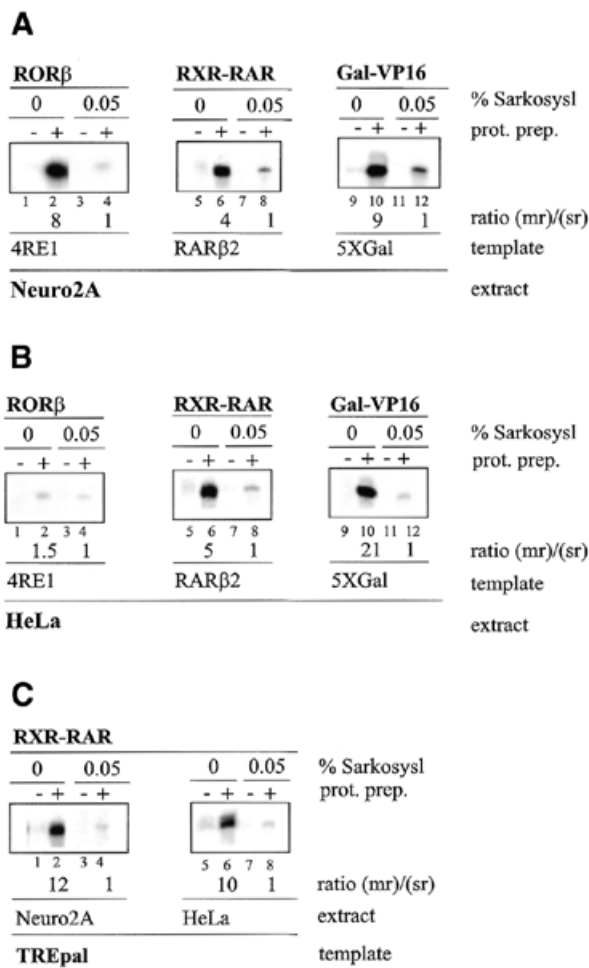 A
RORβ RXR-RAR Gal-VP16
0 0.05 0 0.05 0 0.05 % Sarkosysl
- + - + - + - + - + - + prot. prep.
1 2 3 4 5 6 7 8 9 10 11 12
8 1 4 1 9 1 ratio (mr)/(sr)
4RE1 RARβ2 5XGal template
Neuro2A extract
B
RORβ RXR-RAR Gal-VP16
0 0.05 0 0.05 0 0.05 % Sarkosysl
- + - + - + - + - + - + prot. prep.
1 2 3 4 5 6 7 8 9 10 11 12
1.5 1 5 1 21 1 ratio (mr)/(sr)
4RE1 RARβ2 5XGal template
HeLa extract
C
RXR-RAR
0 0.05 0 0.05 % Sarkosysl
- + - + - + - + prot. prep.
1 2 3 4 5 6 7 8
12 1 10 1 ratio (mr)/(sr)
Neuro2A HeLa extract
TREpal template